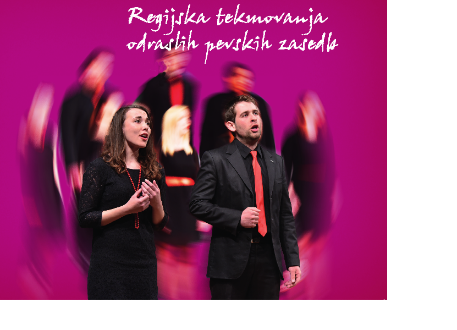 Regijska tekmovanja
odraslih pevskih zasedb